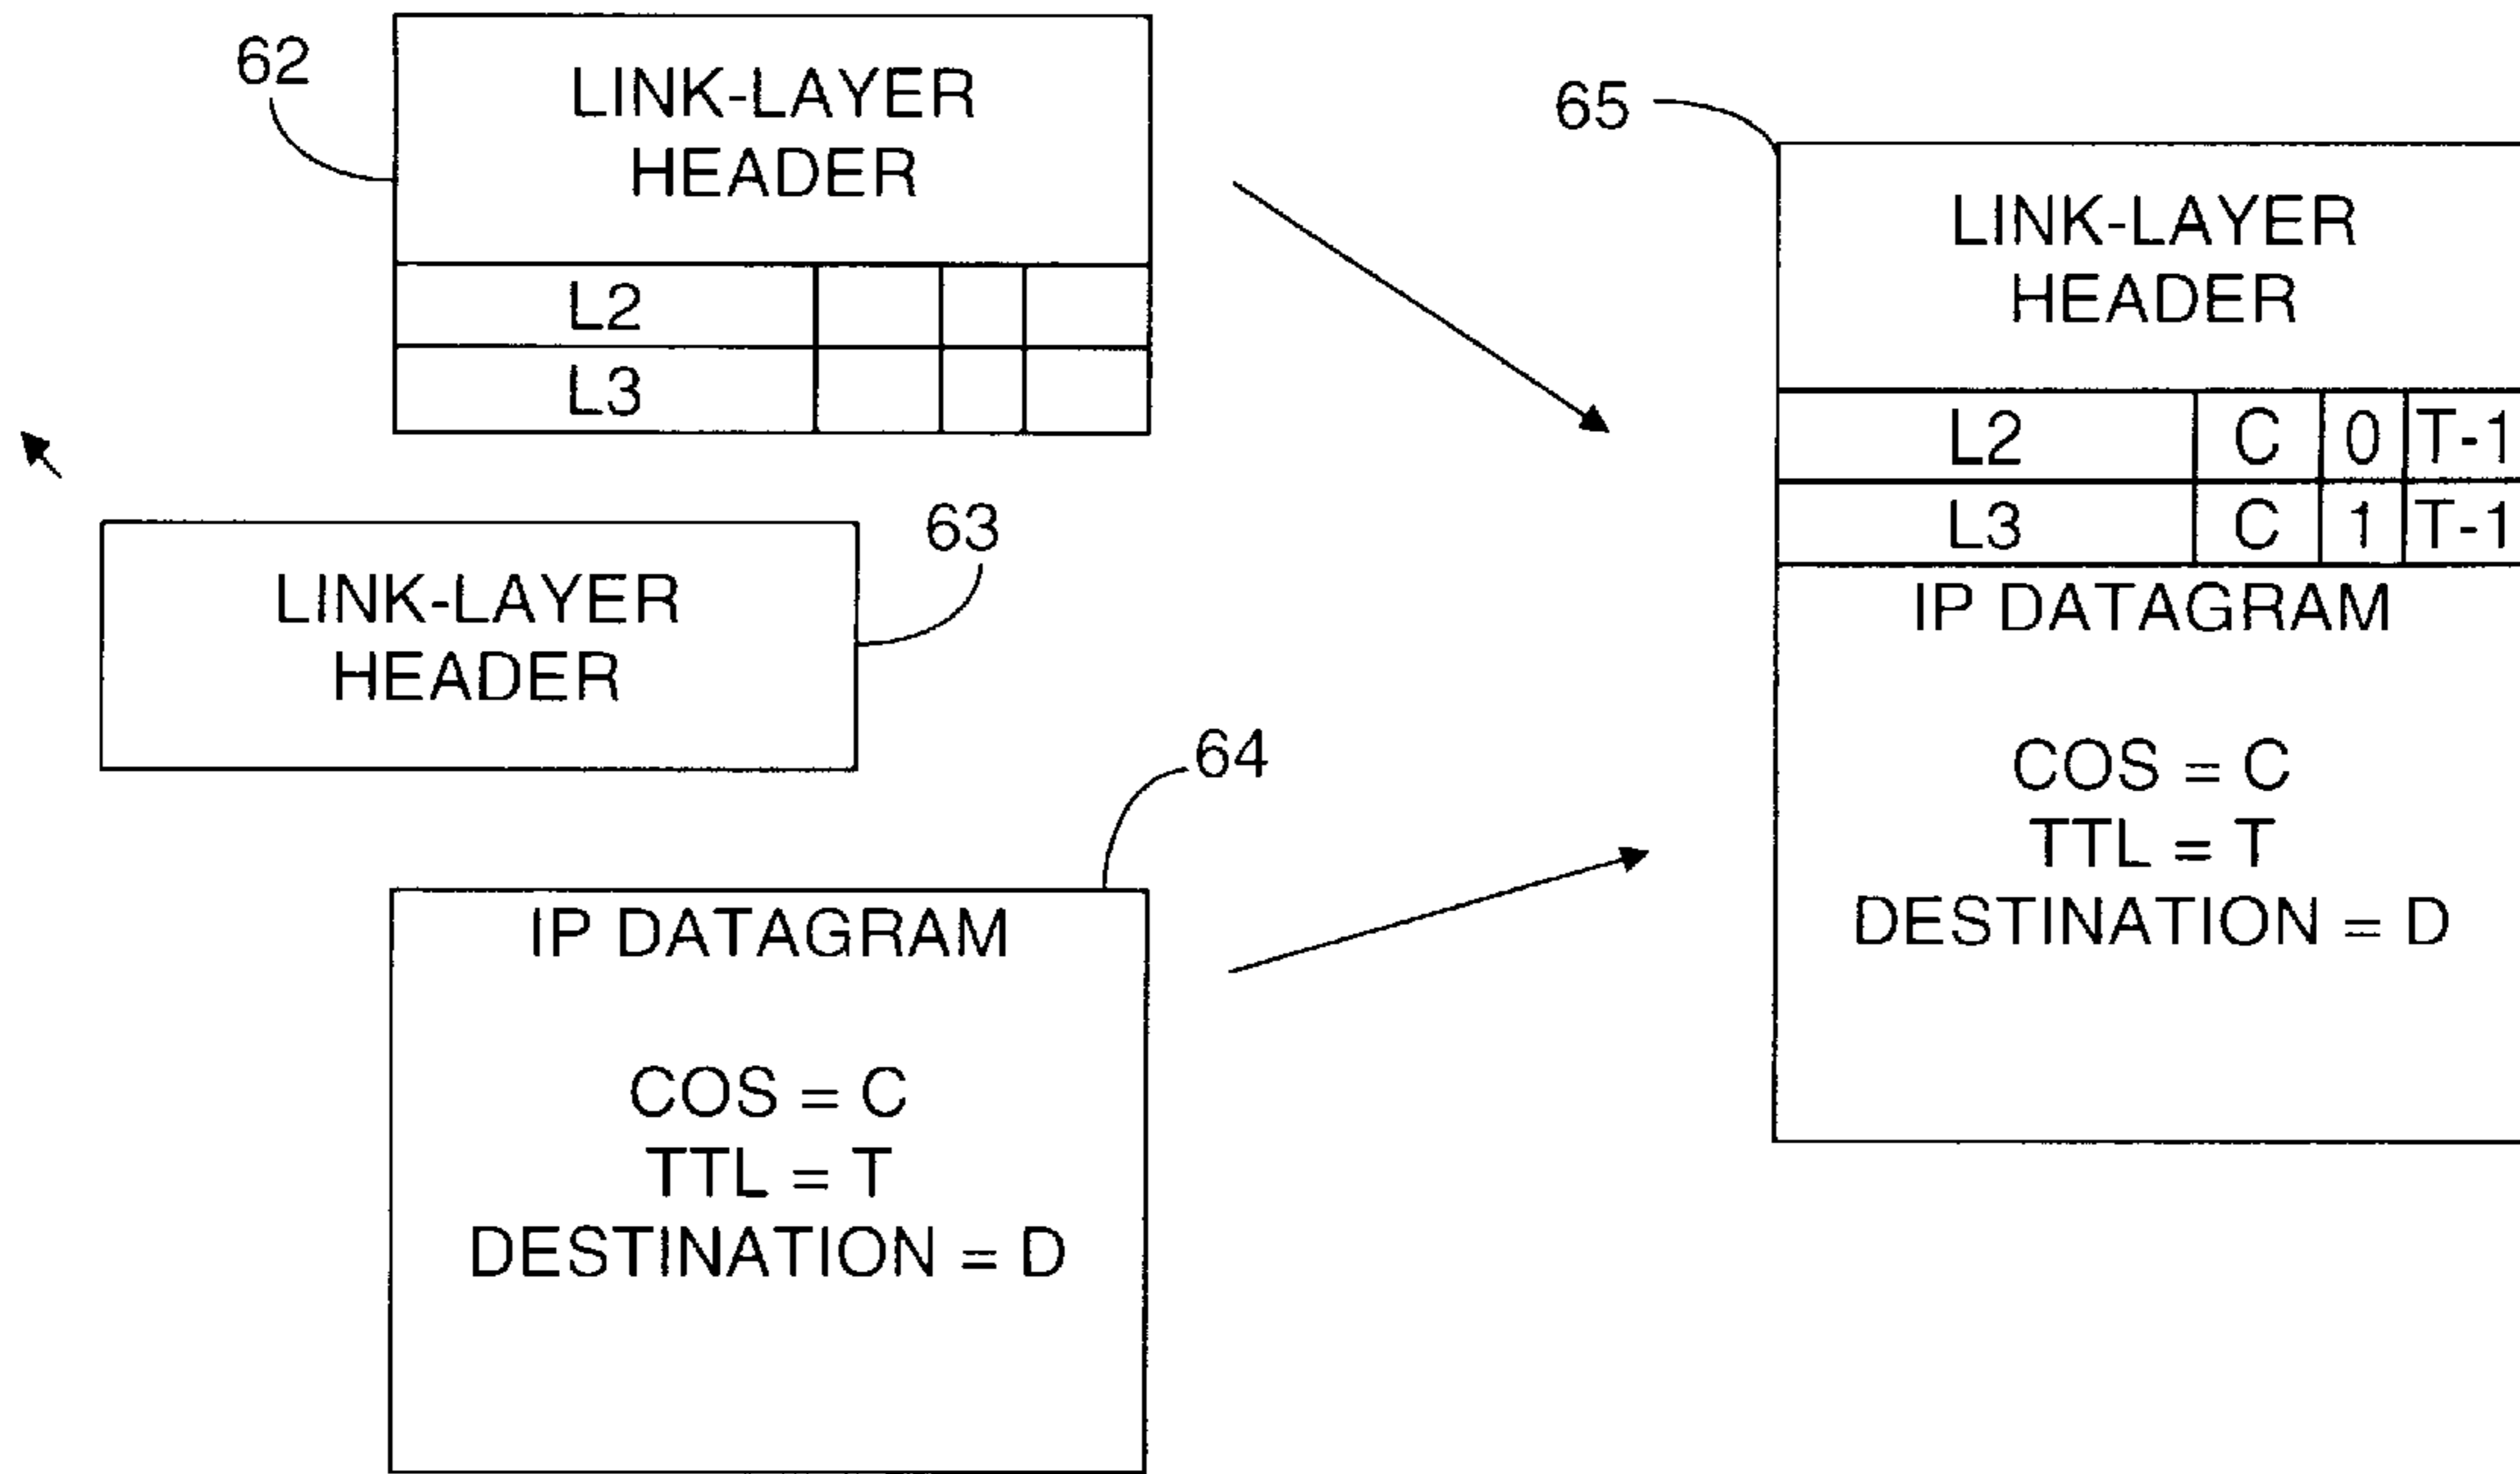 62
LINK-LAYER
HEADER
L2
L3
63
LINK-LAYER
HEADER
64
IP DATAGRAM
COS = C
TTL = T
DESTINATION = D
65
LINK-LAYER
HEADER
L2 C 0 T-1
L3 C 1 T-1
IP DATAGRAM
COS = C
TTL = T
DESTINATION = D